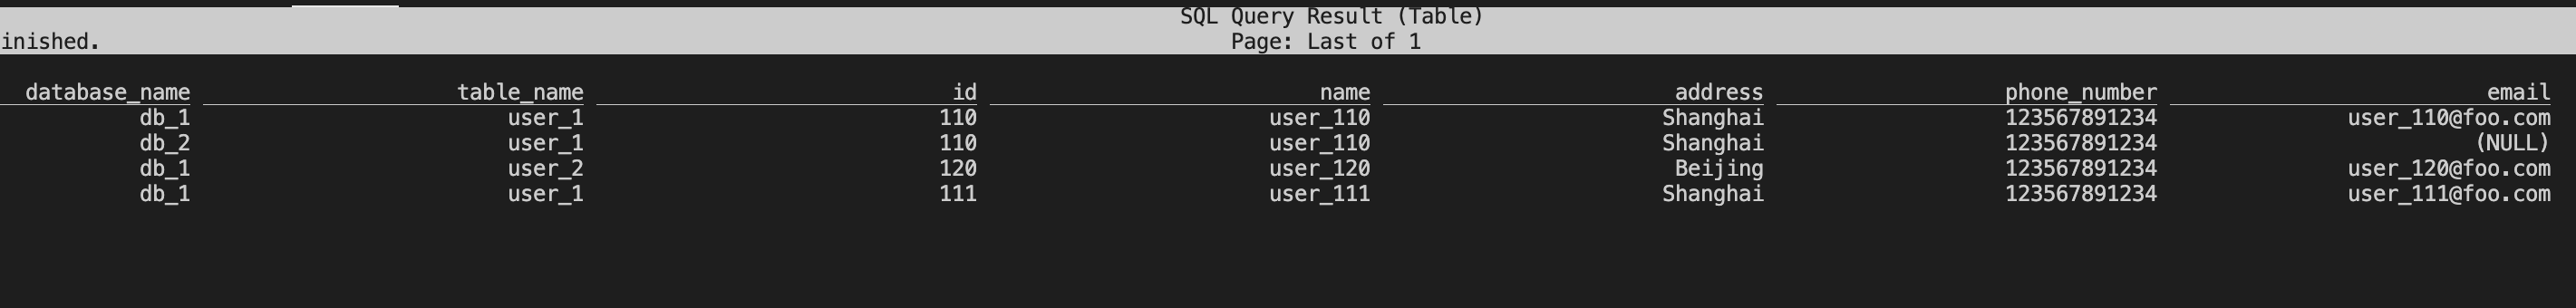 SQL Query Result (Table)
inished. Page: Last of 1
database_name table_name id name address phone_number email
db_1 user_1 110 user_110 Shanghai 123567891234 user_110@foo.com
db_2 user_1 110 user_110 Shanghai 123567891234 (NULL)
db_1 user_2 120 user_120 Beijing 123567891234 user_120@foo.com
db_1 user_1 111 user_111 Shanghai 123567891234 user_111@foo.com